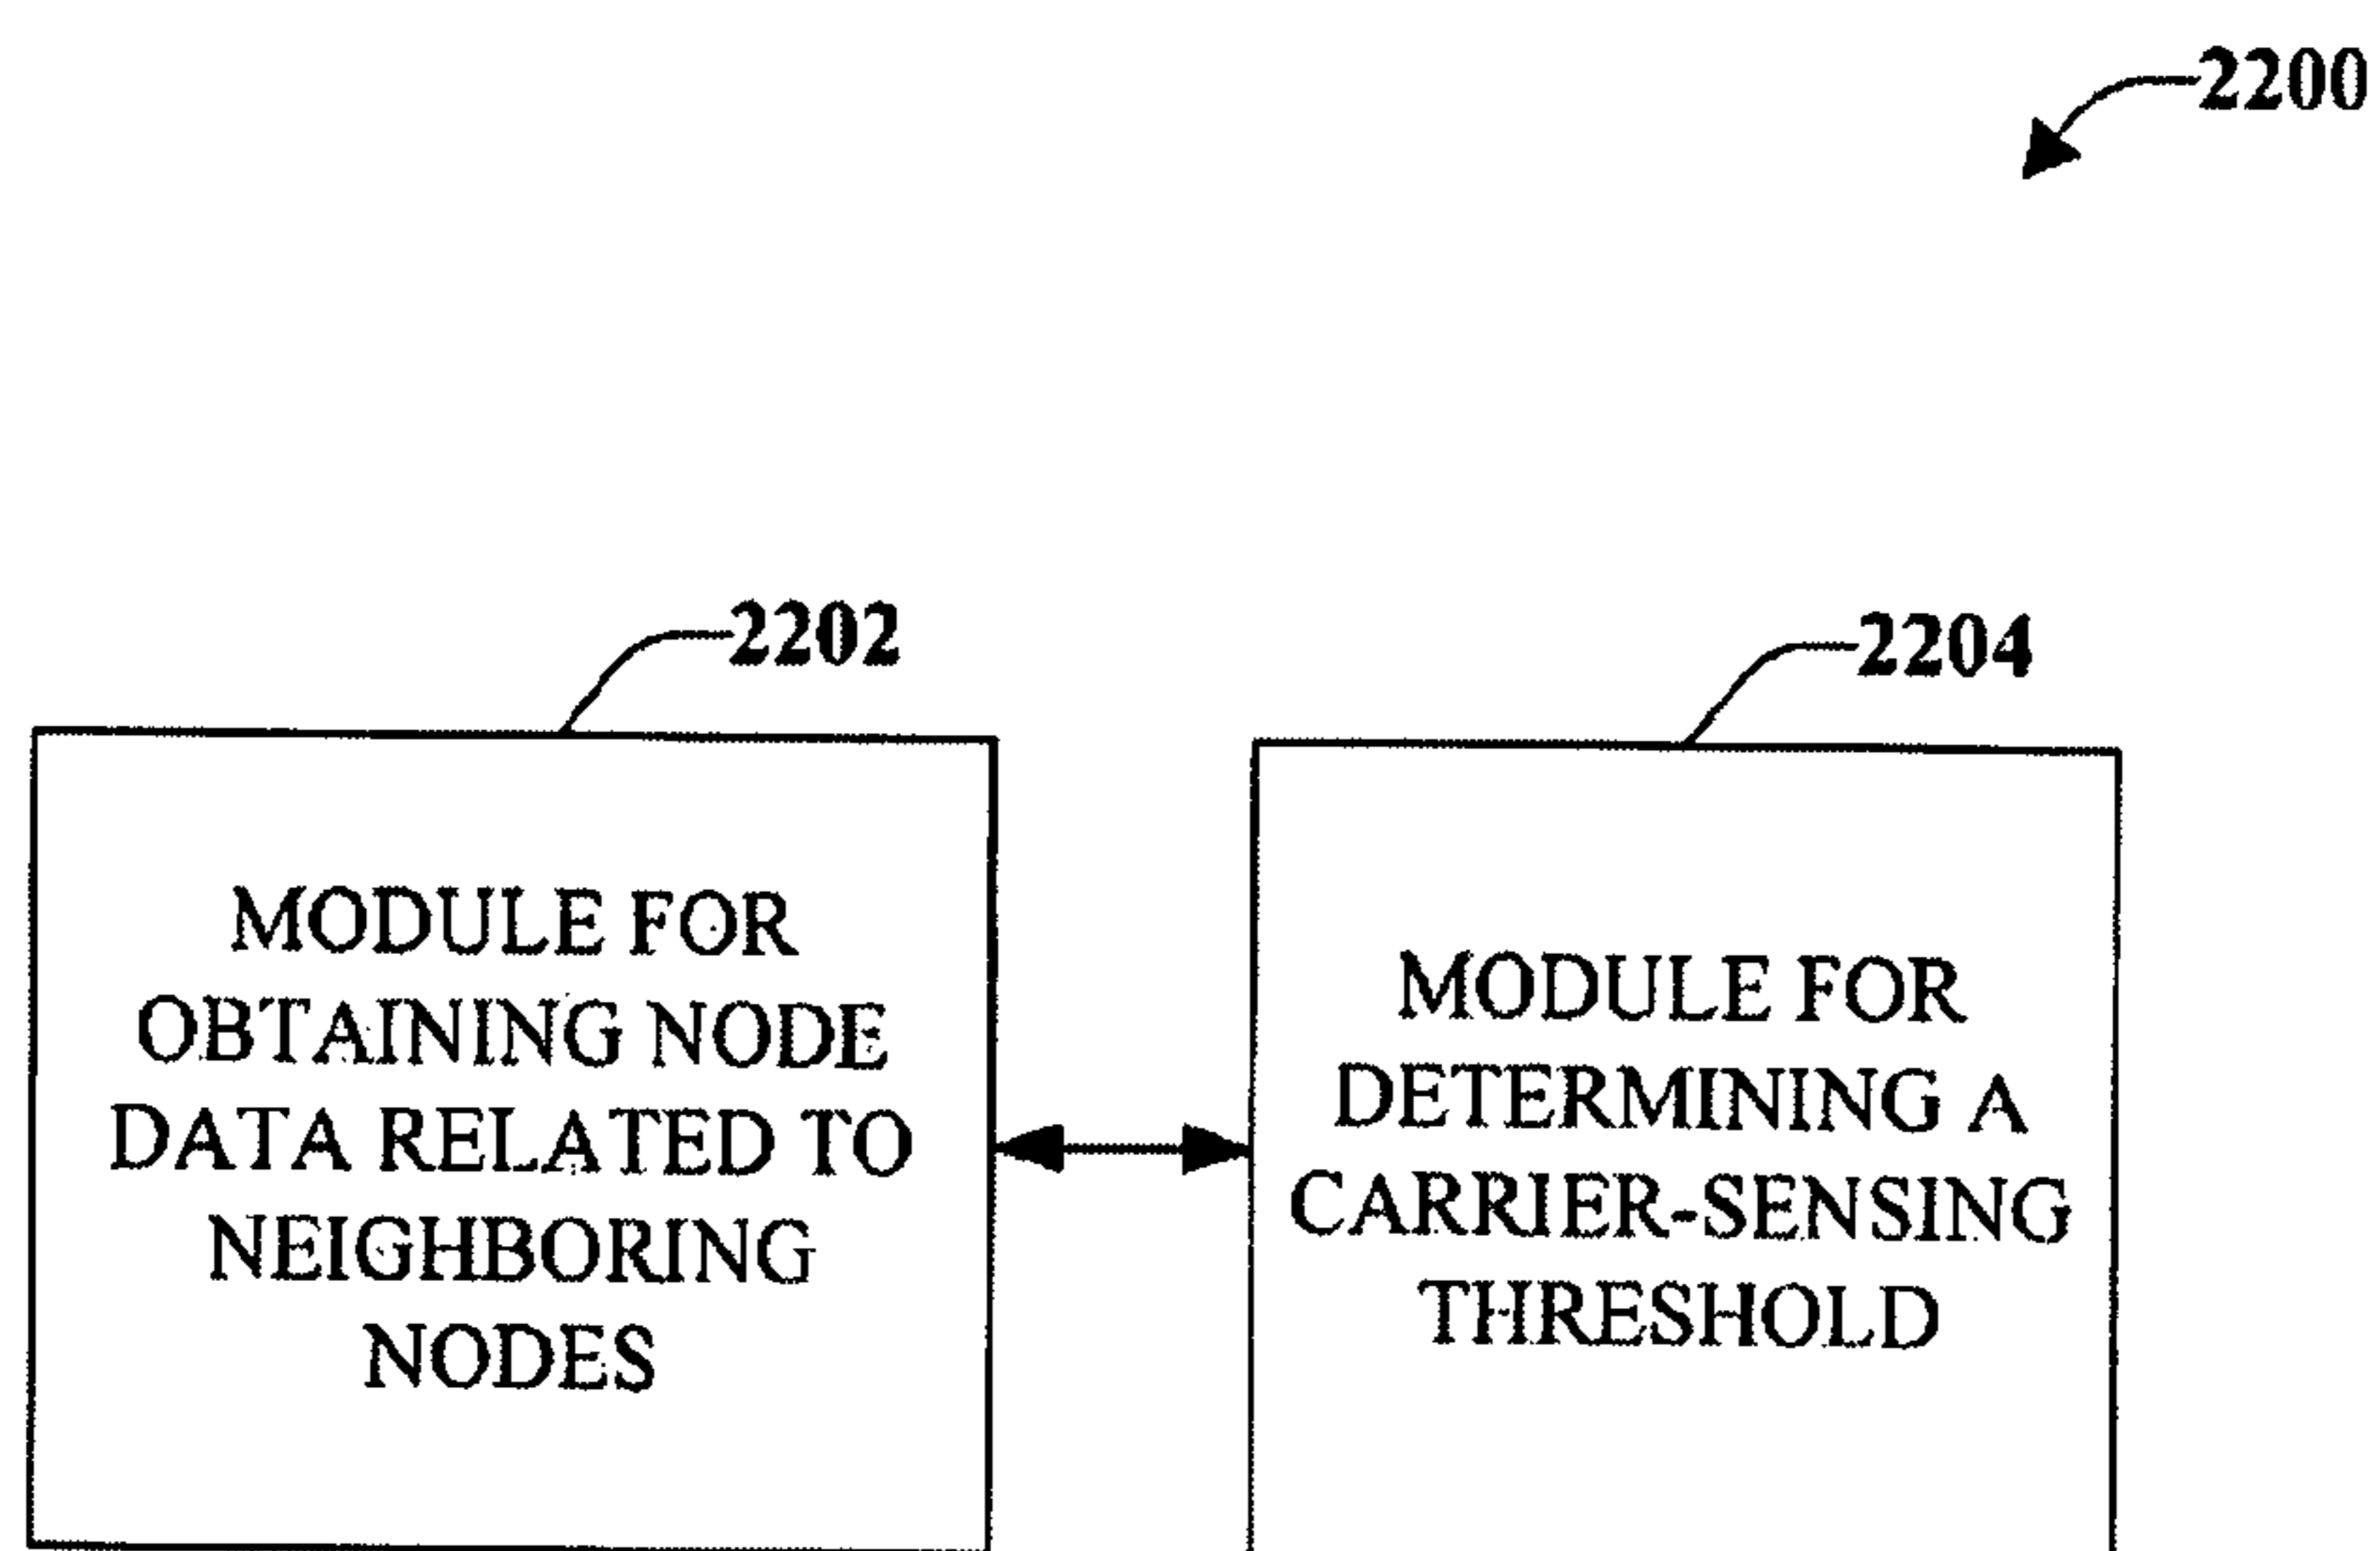 2200
2202
2204
MODULE FOR
OBTAINING NODE
DATA RELATED TO
NEIGHBORING
NODES
MODULE FOR
DETERMINING A
CARRIER-SENSING
THRESHOLD